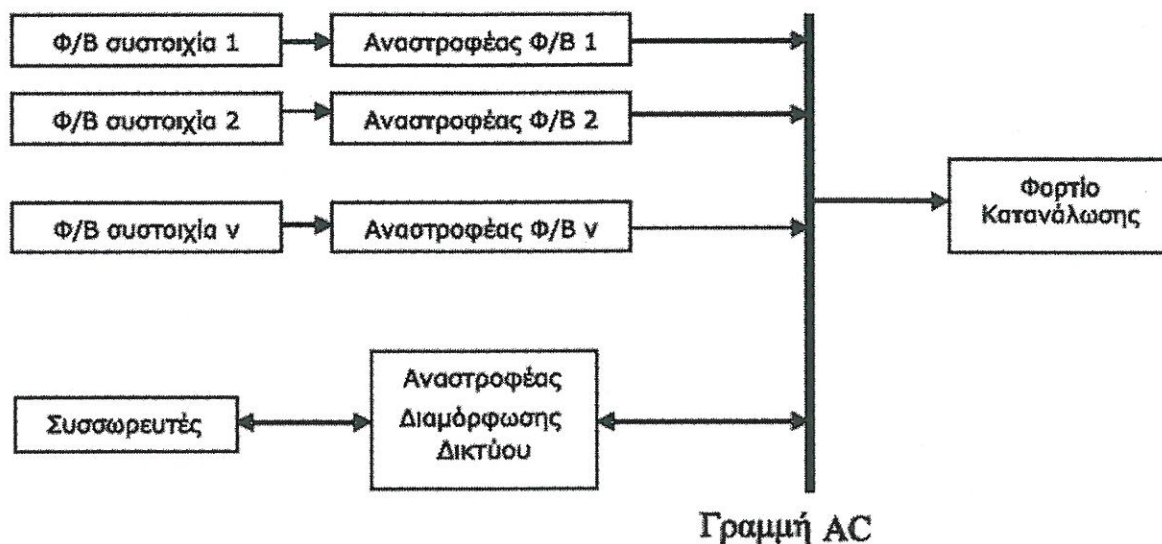 Φ/Β συστοιχία 1
Αναστροφέας Φ/Β 1
Φ/Β συστοιχία 2
Αναστροφέας Φ/Β 2
Φορτίο
Κατανάλωσης
Φ/Β συστοιχία ν
Αναστροφέας Φ/Β ν
Συσσωρευτές
Αναστροφέας
Διαμόρφωσης
Δικτύου
Γραμμή AC